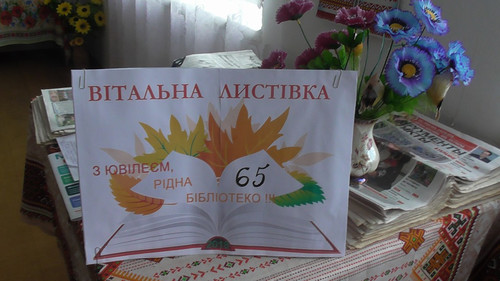 ВІТАЛЬНА ЛИСТІВКА
З ЮВІЛЕЄМ,
РІДНА
65
БІБЛІОТЕКО !!!